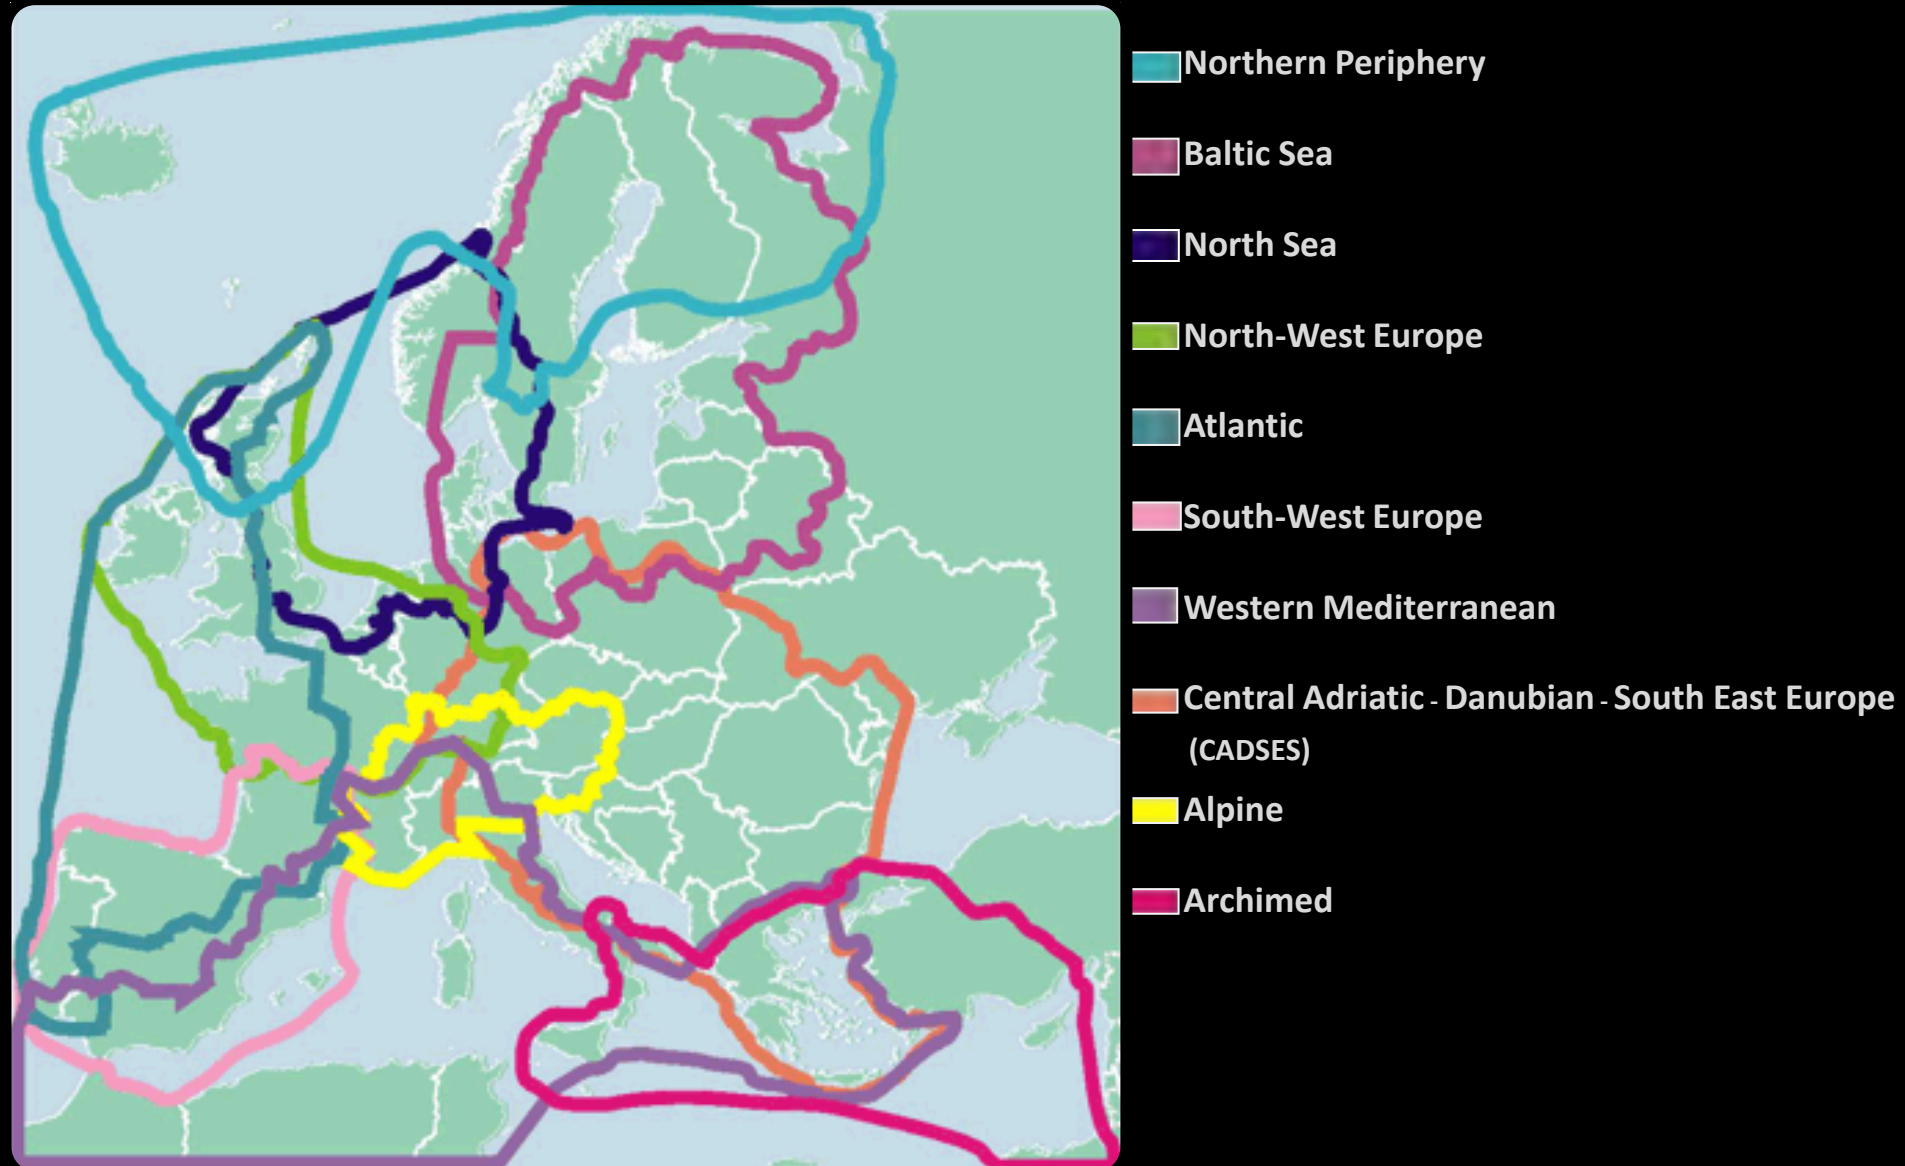 Northern Periphery
Baltic Sea
North Sea
North-West Europe
Atlantic
South-West Europe
Western Mediterranean
Central Adriatic - Danubian - South East Europe
(CADSES)
Alpine
Archimed